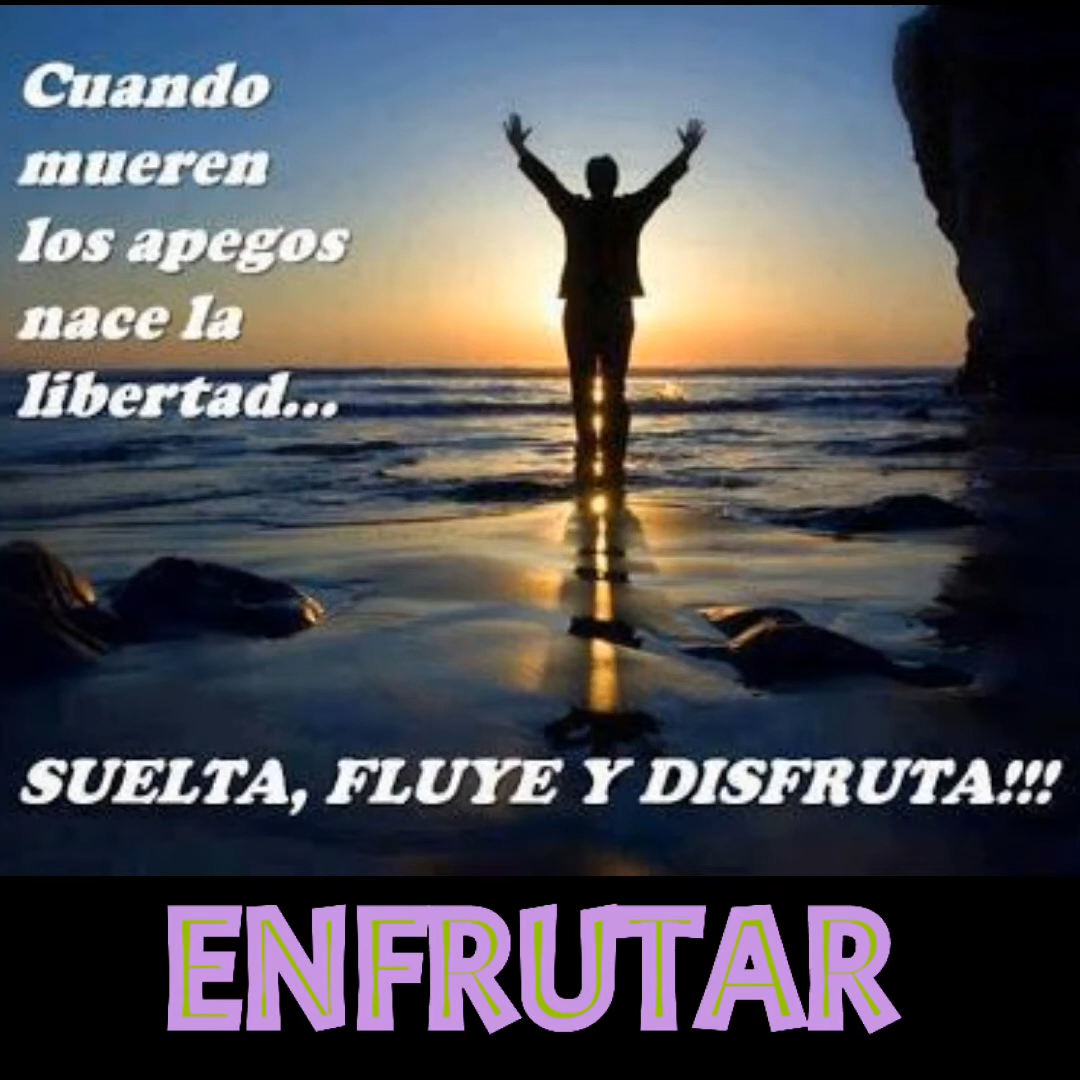 Cuando
mueren
los apegos
nace la
libertad...
SUELTA, FLUYE Y DISFRUTA!!!
ENFRUTAR